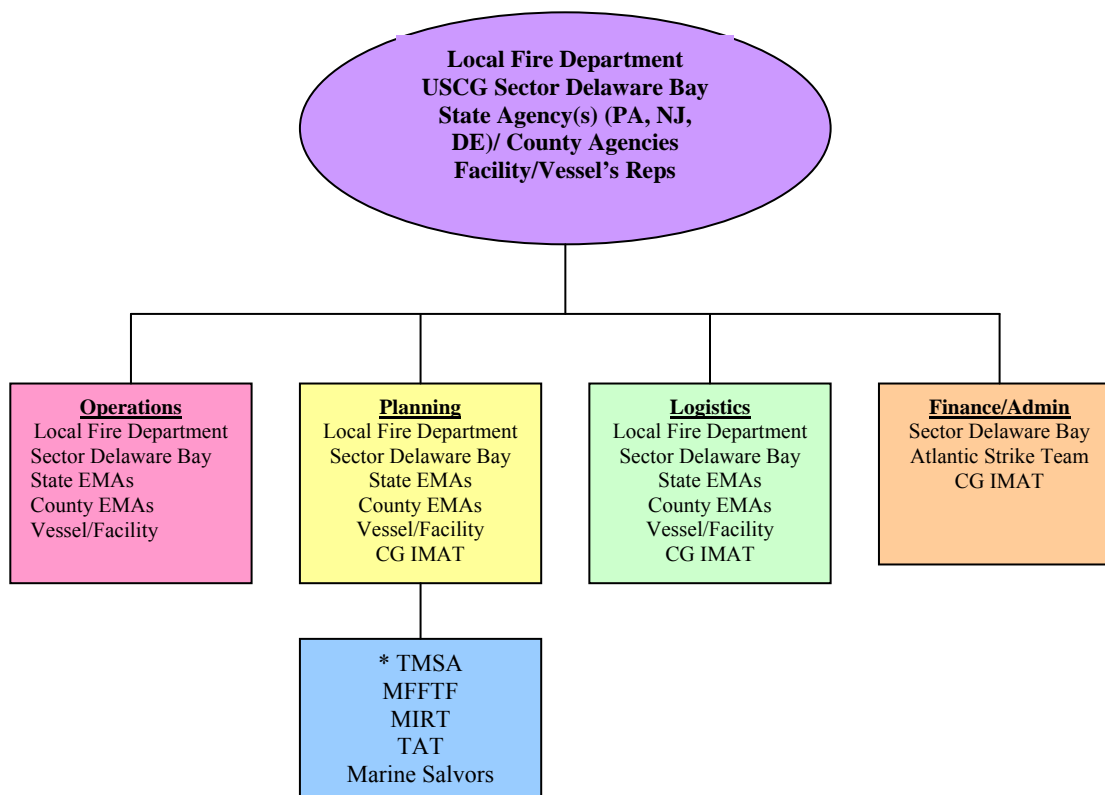 Local Fire Department
USCG Sector Delaware Bay
State Agency(s) (PA, NJ,
DE)/ County Agencies
Facility/Vessel’s Reps
Operations
Local Fire Department
Sector Delaware Bay
State EMAs
County EMAs
Vessel/Facility
Planning
Local Fire Department
Sector Delaware Bay
State EMAs
County EMAs
Vessel/Facility
CG IMAT
Logistics
Local Fire Department
Sector Delaware Bay
State EMAs
County EMAs
Vessel/Facility
CG IMAT
Finance/Admin
Sector Delaware Bay
Atlantic Strike Team
CG IMAT
* TMSA
MFFTF
MIRT
TAT
Marine Salvors